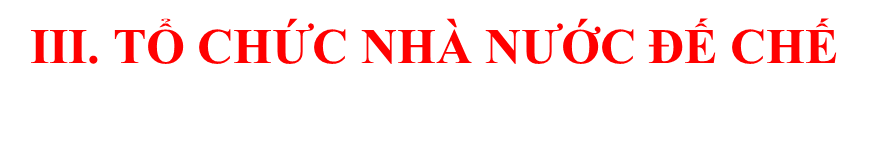 III. TỔ CHỨC NHÀ NƯỚC ĐẾ CHẾ